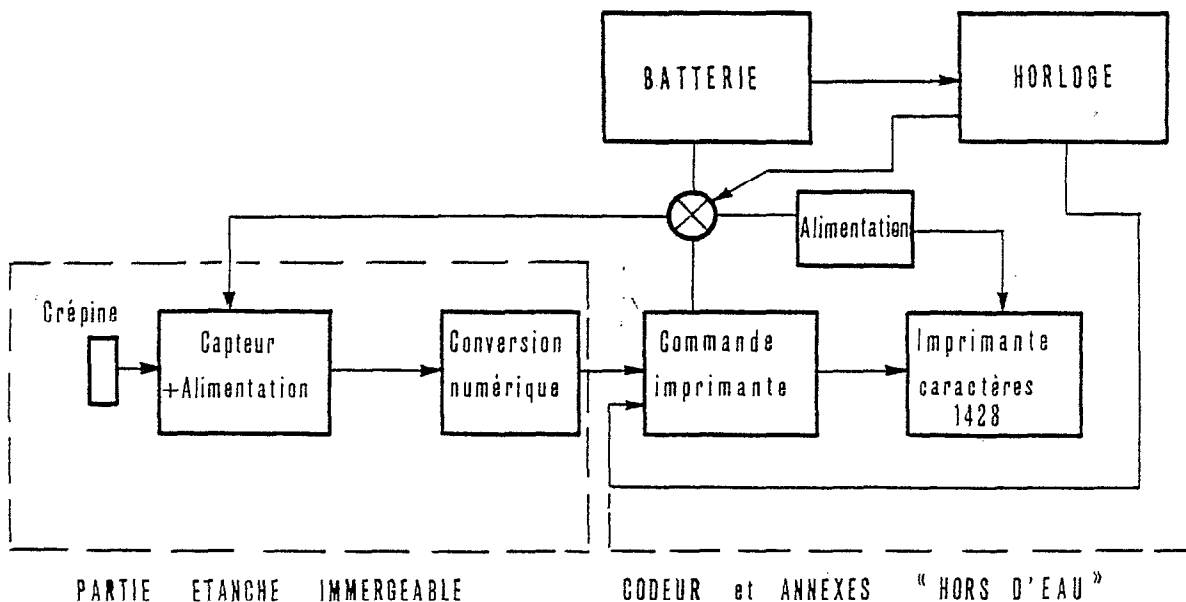 BATTERIE
HORLOGE
Alimentation
Crépine
Capteur
+Alimentation
Conversion
numérique
Commande
imprimante
Imprimante
caractères
1428
PARTIE ETANCHE IMMERGEABLE
CODEUR et ANNEXES "HORS D'EAU"